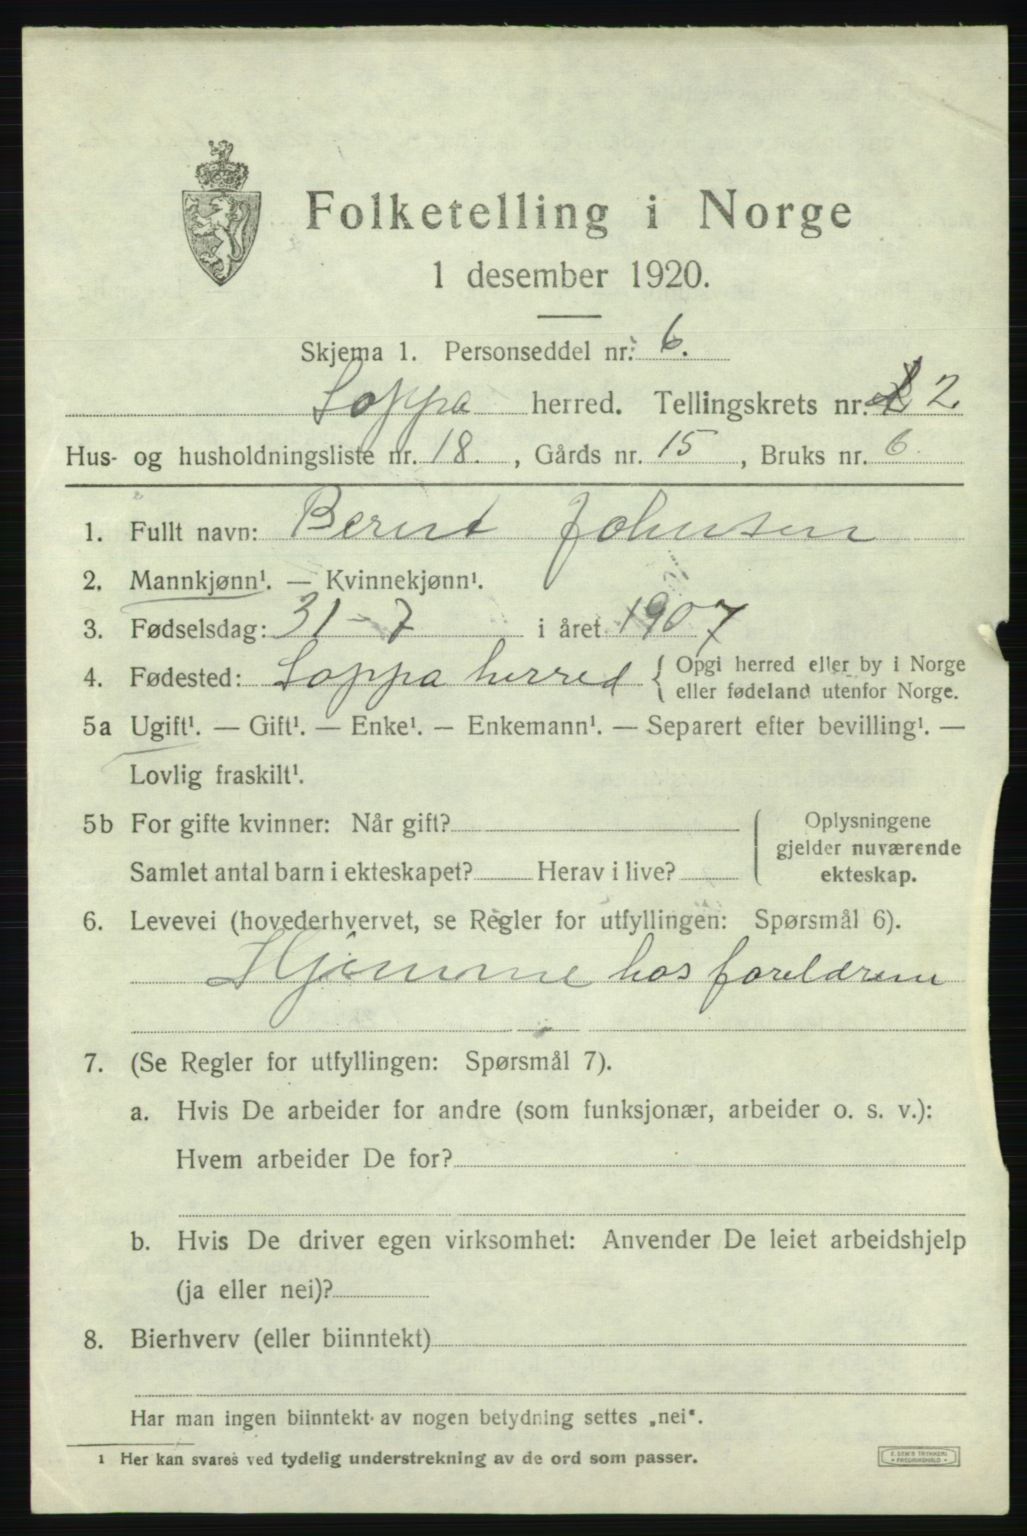 Folketelling i Norge
1 desember 1920.
Skjema 1. Personseddel nr. 6.
Loppa herred. Tellingskrets nr. 2
Hus- og husholdningsliste nr. 18. , Gårds nr. 15 , Bruks nr. 6
1. Fullt navn: Bernt Johnsen
2. Mannkjønn¹. — Kvinnekjønn¹.
3. Fødselsdag: 31-7 i året 1907
4. Fødested: Loppa herred { Opgi herred eller by i Norge
eller fødeland utenfor Norge.
5a Ugift¹. — Gift¹. — Enke¹. — Enkemann¹. — Separert efter bevilling¹. —
Lovlig fraskilt¹.
5b For gifte kvinner: Når gift?
Samlet antal barn i ekteskapet? Herav i live?
Oplysningene
gjelder nuværende
ekteskap.
6. Levevei (hovederhvervet, se Regler for utfyllingen: Spørsmål 6).
Hjemme hos foreldrene
7. (Se Regler for utfyllingen: Spørsmål 7).
a. Hvis De arbeider for andre (som funksjonær, arbeider o. s. v.):
Hvem arbeider De for?
b. Hvis De driver egen virksomhet: Anvender De leiet arbeidshjelp
(ja eller nei)?
8. Bierhverv (eller biinntekt)
Har man ingen biinntekt av nogen betydning settes „nei“.
¹ Her kan svares ved tydelig understrekning av de ord som passer.